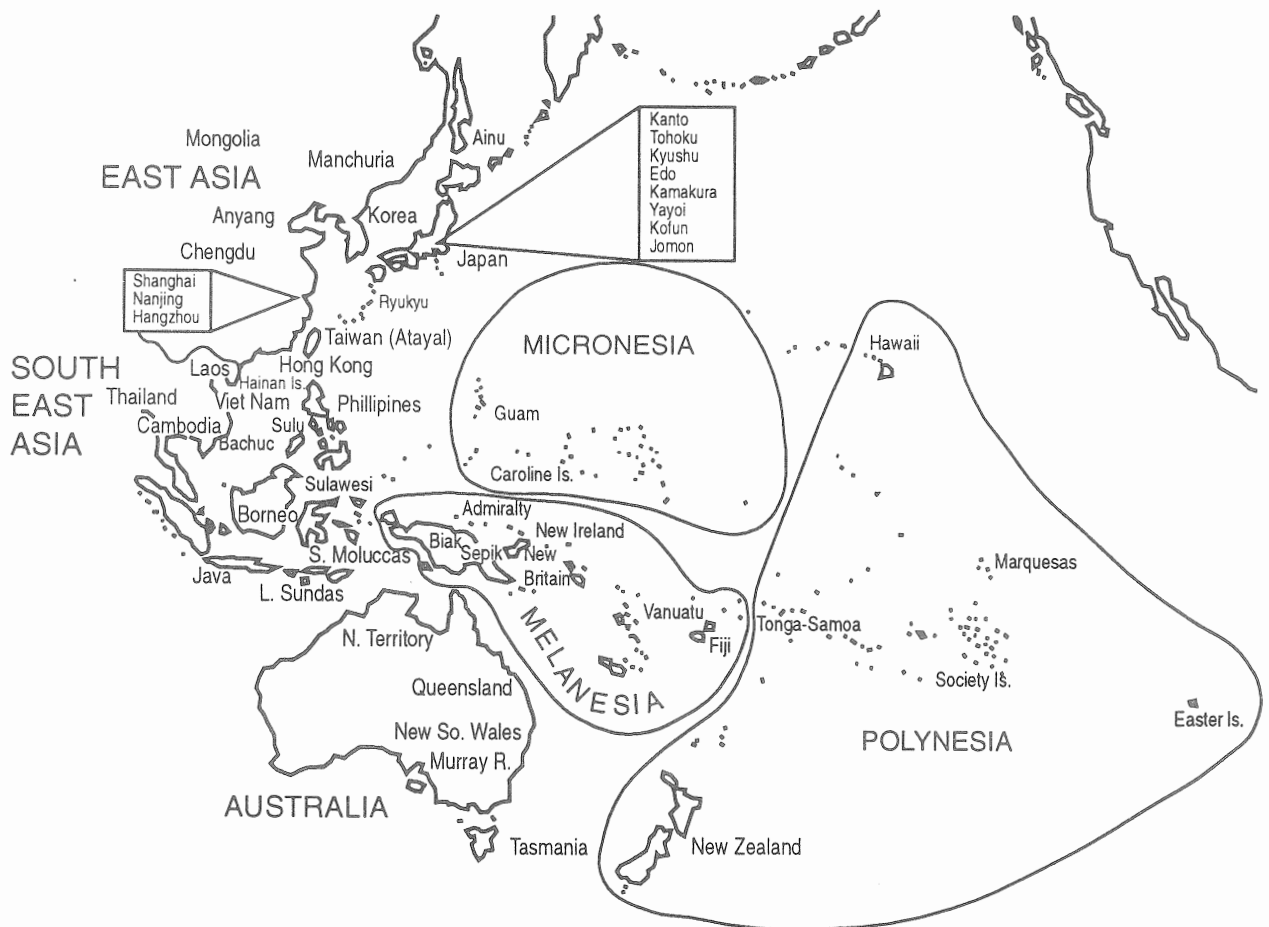 Mongolia
Ainu
Manchuria
EAST ASIA
Anyang
Korea
Chengdu
Japan
Kanto
Tohoku
Kyushu
Edo
Kamakura
Yayoi
Kofun
Jomon
Shanghai
Nanjing
Hangzhou
Ryukyu
Taiwan (Atayal)
MICRONESIA
Hawaii
SOUTH
EAST
ASIA
Laos
Hong Kong
Hainan Is.
Thailand
Viet Nam
Phillipines
Guam
Cambodia
Sulu
Bachuc
Caroline Is.
Sulawesi
Borneo
Admiralty
New Ireland
Biak
Sepik
New
Britain
S. Moluccas
Java
L. Sundas
Marquesas
Vanuatu
Fiji
Tonga-Samoa
MELANESIA
N. Territory
Queensland
Society Is.
New So. Wales
Murray R.
Easter Is.
POLYNESIA
AUSTRALIA
Tasmania
New Zealand